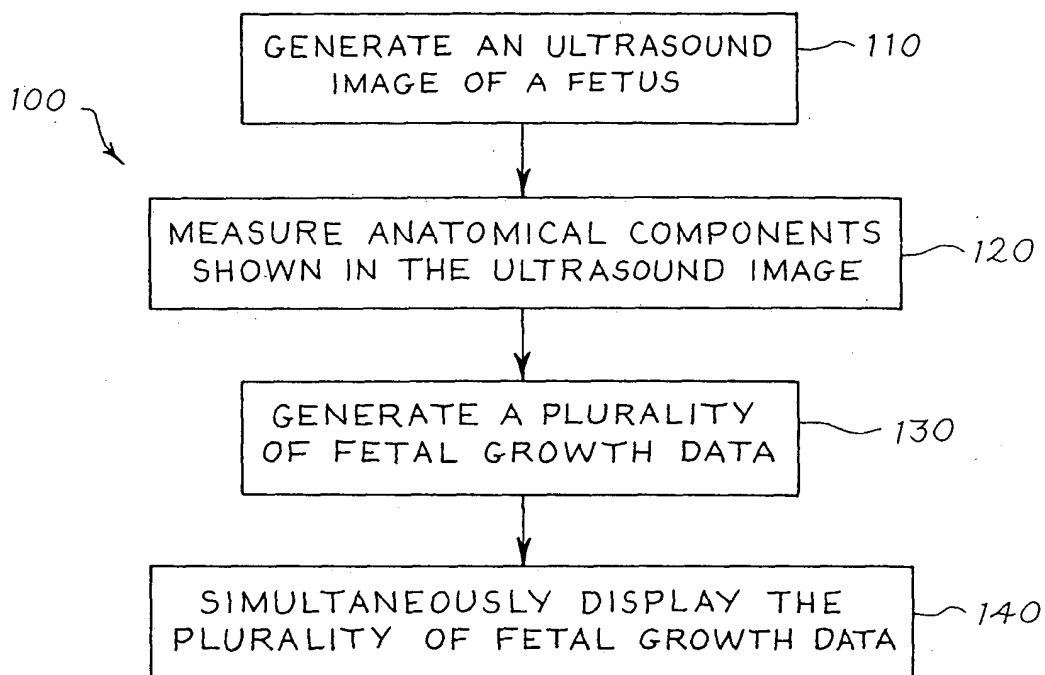 GENERATE AN ULTRASOUND
IMAGE OF A FETUS
110
100
MEASURE ANATOMICAL COMPONENTS
SHOWN IN THE ULTRASOUND IMAGE
120
GENERATE A PLURALITY
OF FETAL GROWTH DATA
130
SIMULTANEOUSLY DISPLAY THE
PLURALITY OF FETAL GROWTH DATA
140